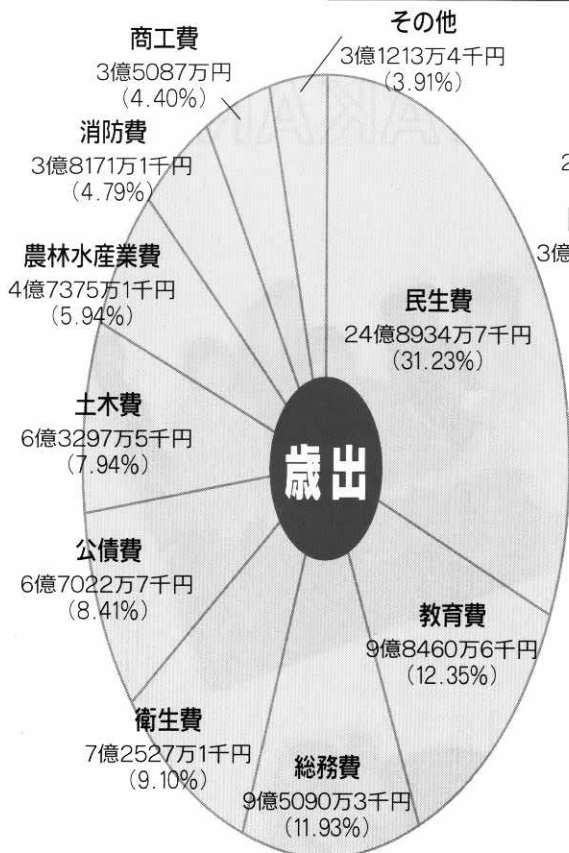 その他
3億1213万4千円
(3.91%)
商工費
3億5087万円
(4.40%)
消防費
3億8171万1千円
(4.79%)
農林水産業費
4億7375万1千円
(5.94%)
土木費
6億3297万5千円
(7.94%)
公債費
6億7022万7千円
(8.41%)
衛生費
7億2527万1千円
(9.10%)
総務費
9億5090万3千円
(11.93%)
教育費
9億8460万6千円
(12.35%)
民生費
24億8934万7千円
(31.23%)
歳出
2
3億